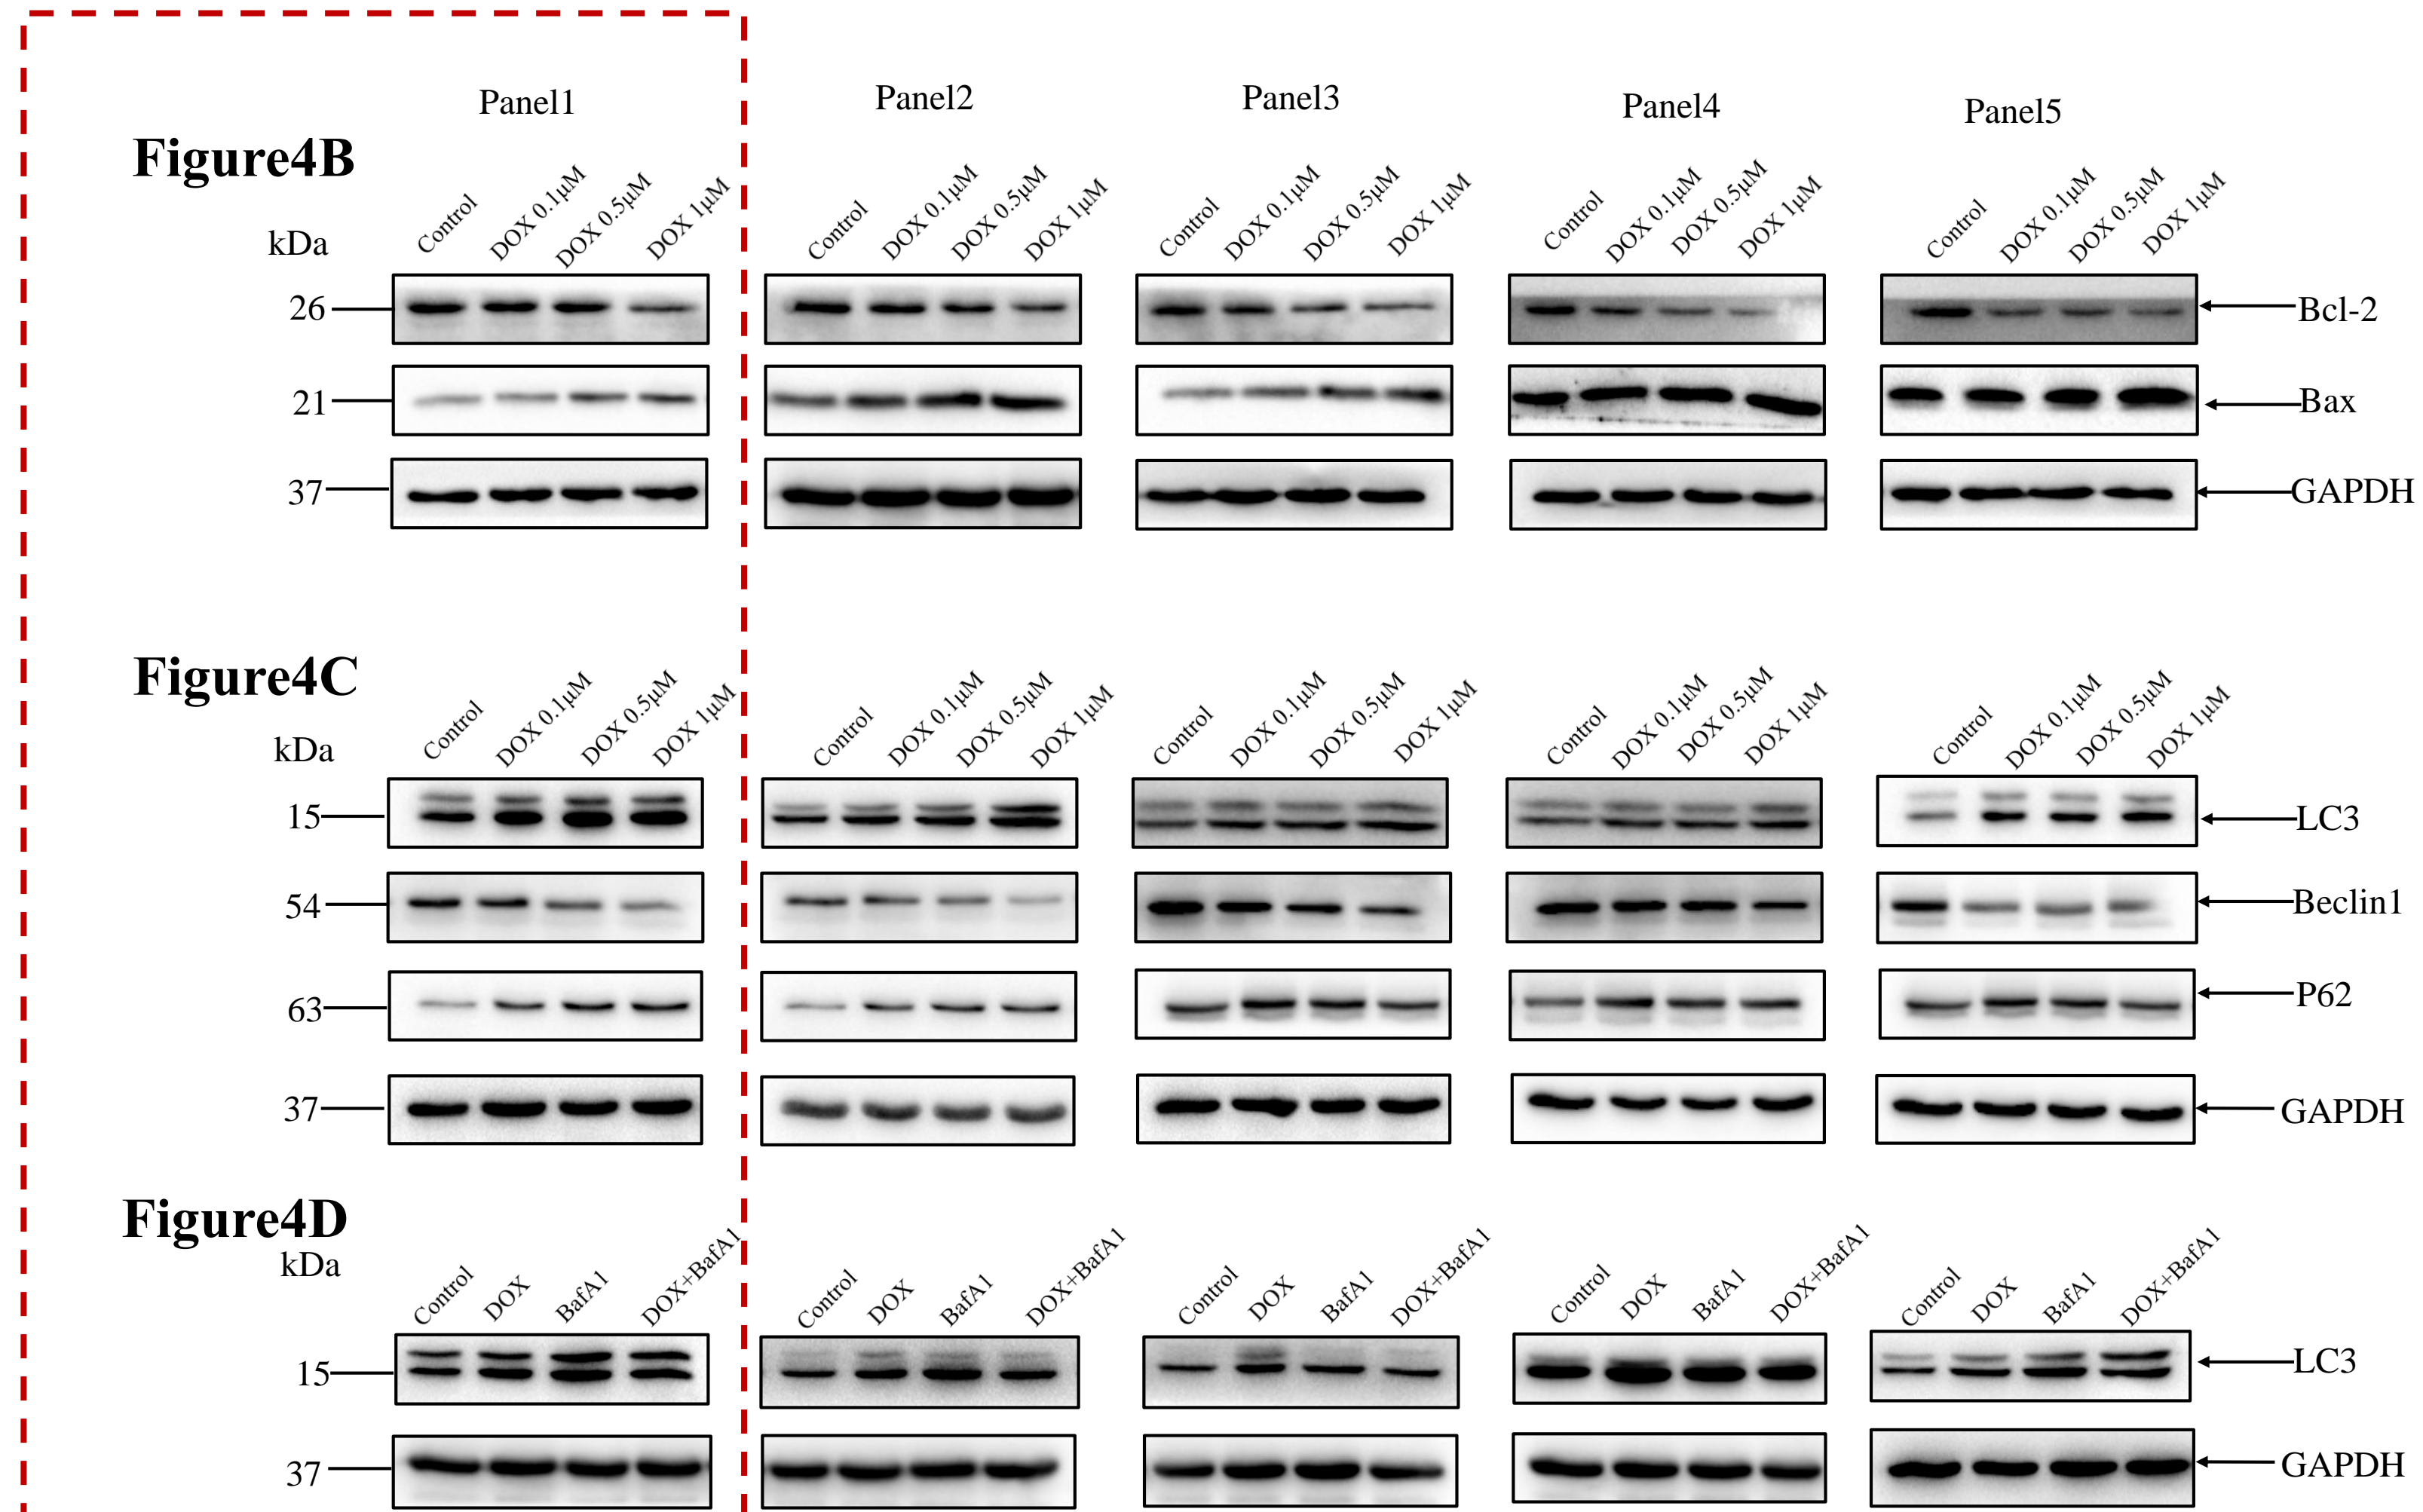 Panel1 Panel2 Panel3 Panel4 Panel5
Figure4B
Control DOX 0.1μM DOX 0.5μM DOX 1μM Control DOX 0.1μM DOX 0.5μM DOX 1μM Control DOX 0.1μM DOX 0.5μM DOX 1μM Control DOX 0.1μM DOX 0.5μM DOX 1μM Control DOX 0.1μM DOX 0.5μM DOX 1μM
kDa
26 Bcl-2
21 Bax
37 GAPDH
Figure4C
Control DOX 0.1μM DOX 0.5μM DOX 1μM Control DOX 0.1μM DOX 0.5μM DOX 1μM Control DOX 0.1μM DOX 0.5μM DOX 1μM Control DOX 0.1μM DOX 0.5μM DOX 1μM Control DOX 0.1μM DOX 0.5μM DOX 1μM
kDa
15 LC3
54 Beclin1
63 P62
37 GAPDH
Figure4D
kDa
Control DOX BafA1 DOX+BafA1 Control DOX BafA1 DOX+BafA1 Control DOX BafA1 DOX+BafA1 Control DOX BafA1 DOX+BafA1 Control DOX BafA1 DOX+BafA1
15 LC3
37 GAPDH